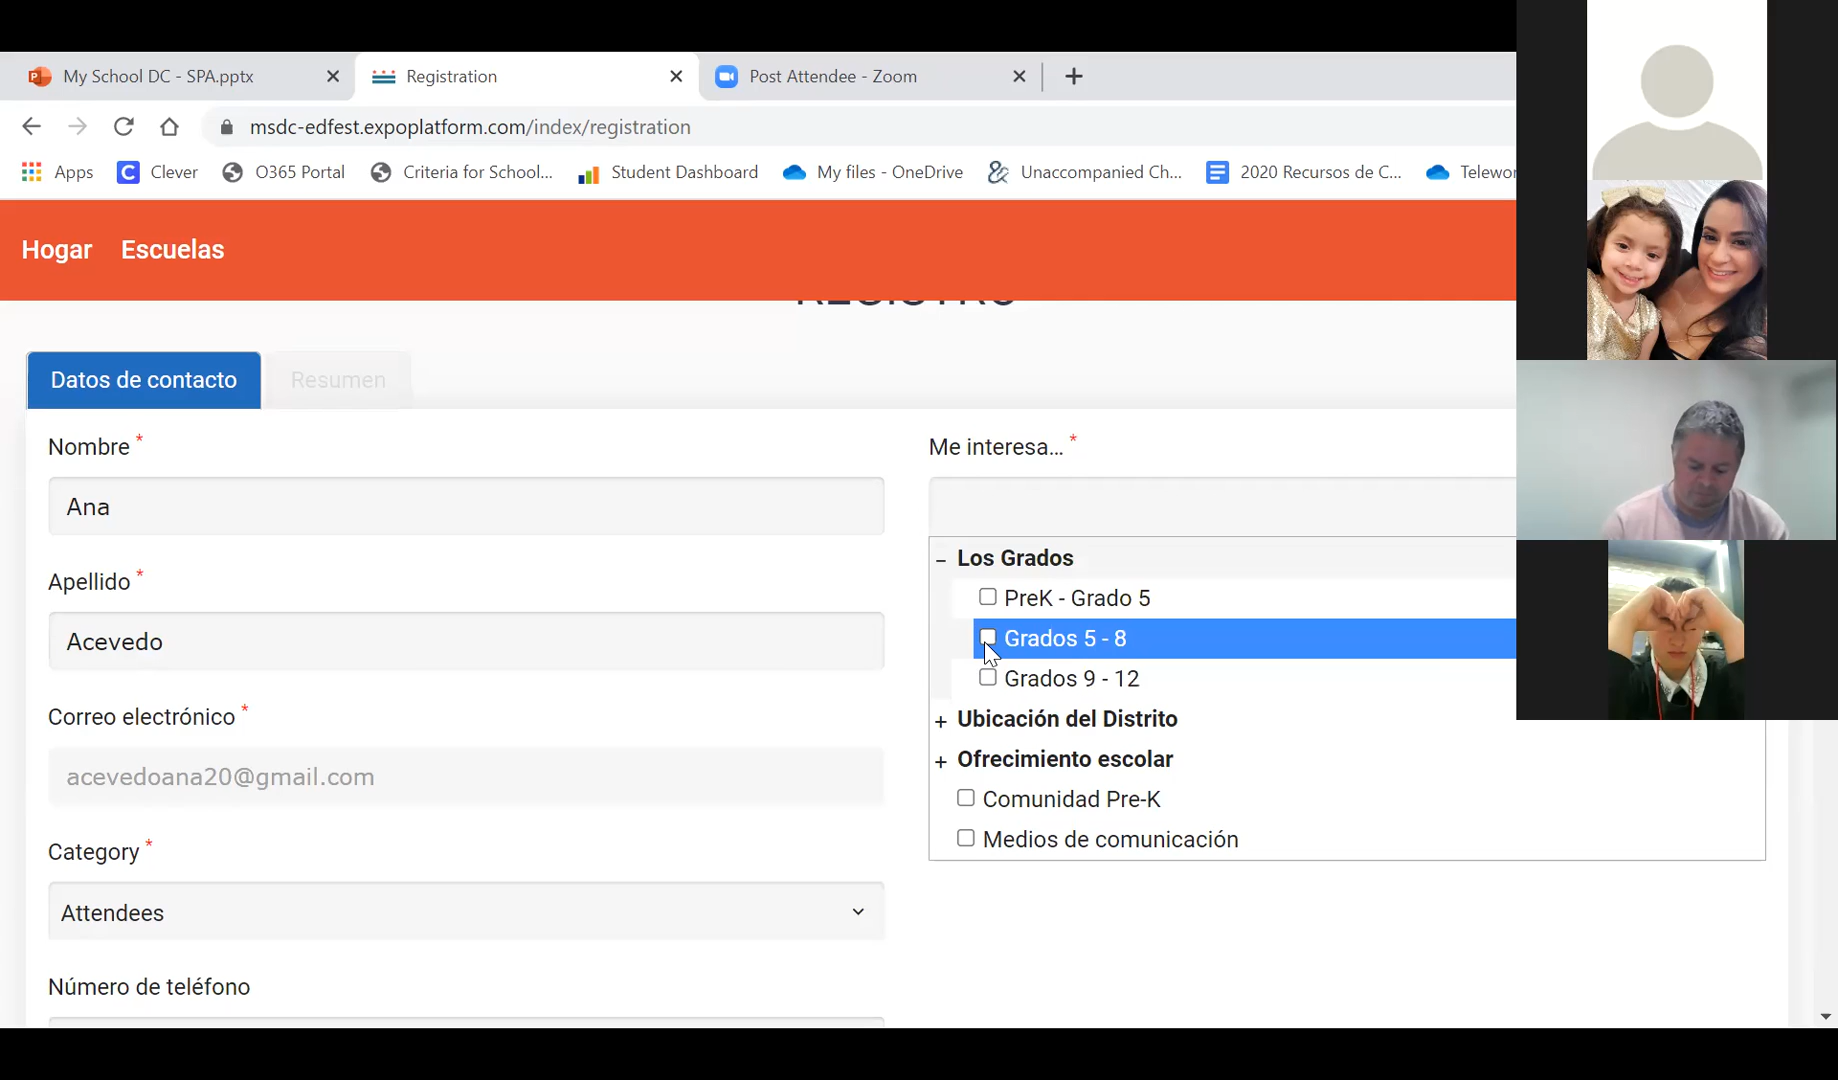 My School DC - SPA.pptx
Registration
Post Attendee - Zoom
msdc-edfest.expoplatform.com/index/registration
Apps
Clever
O365 Portal
Criteria for School...
Student Dashboard
My files - OneDrive
Unaccompanied Ch...
2020 Recursos de C...
Telewor
Hogar
Escuelas
REGISTRO
Datos de contacto
Resumen
Nombre *
Ana
Apellido *
Acevedo
Correo electrónico *
acevedoana20@gmail.com
Category *
Attendees
Número de teléfono
Me interesa... *
– Los Grados
PreK - Grado 5
Grados 5 - 8
Grados 9 - 12
+ Ubicación del Distrito
+ Ofrecimiento escolar
Comunidad Pre-K
Medios de comunicación